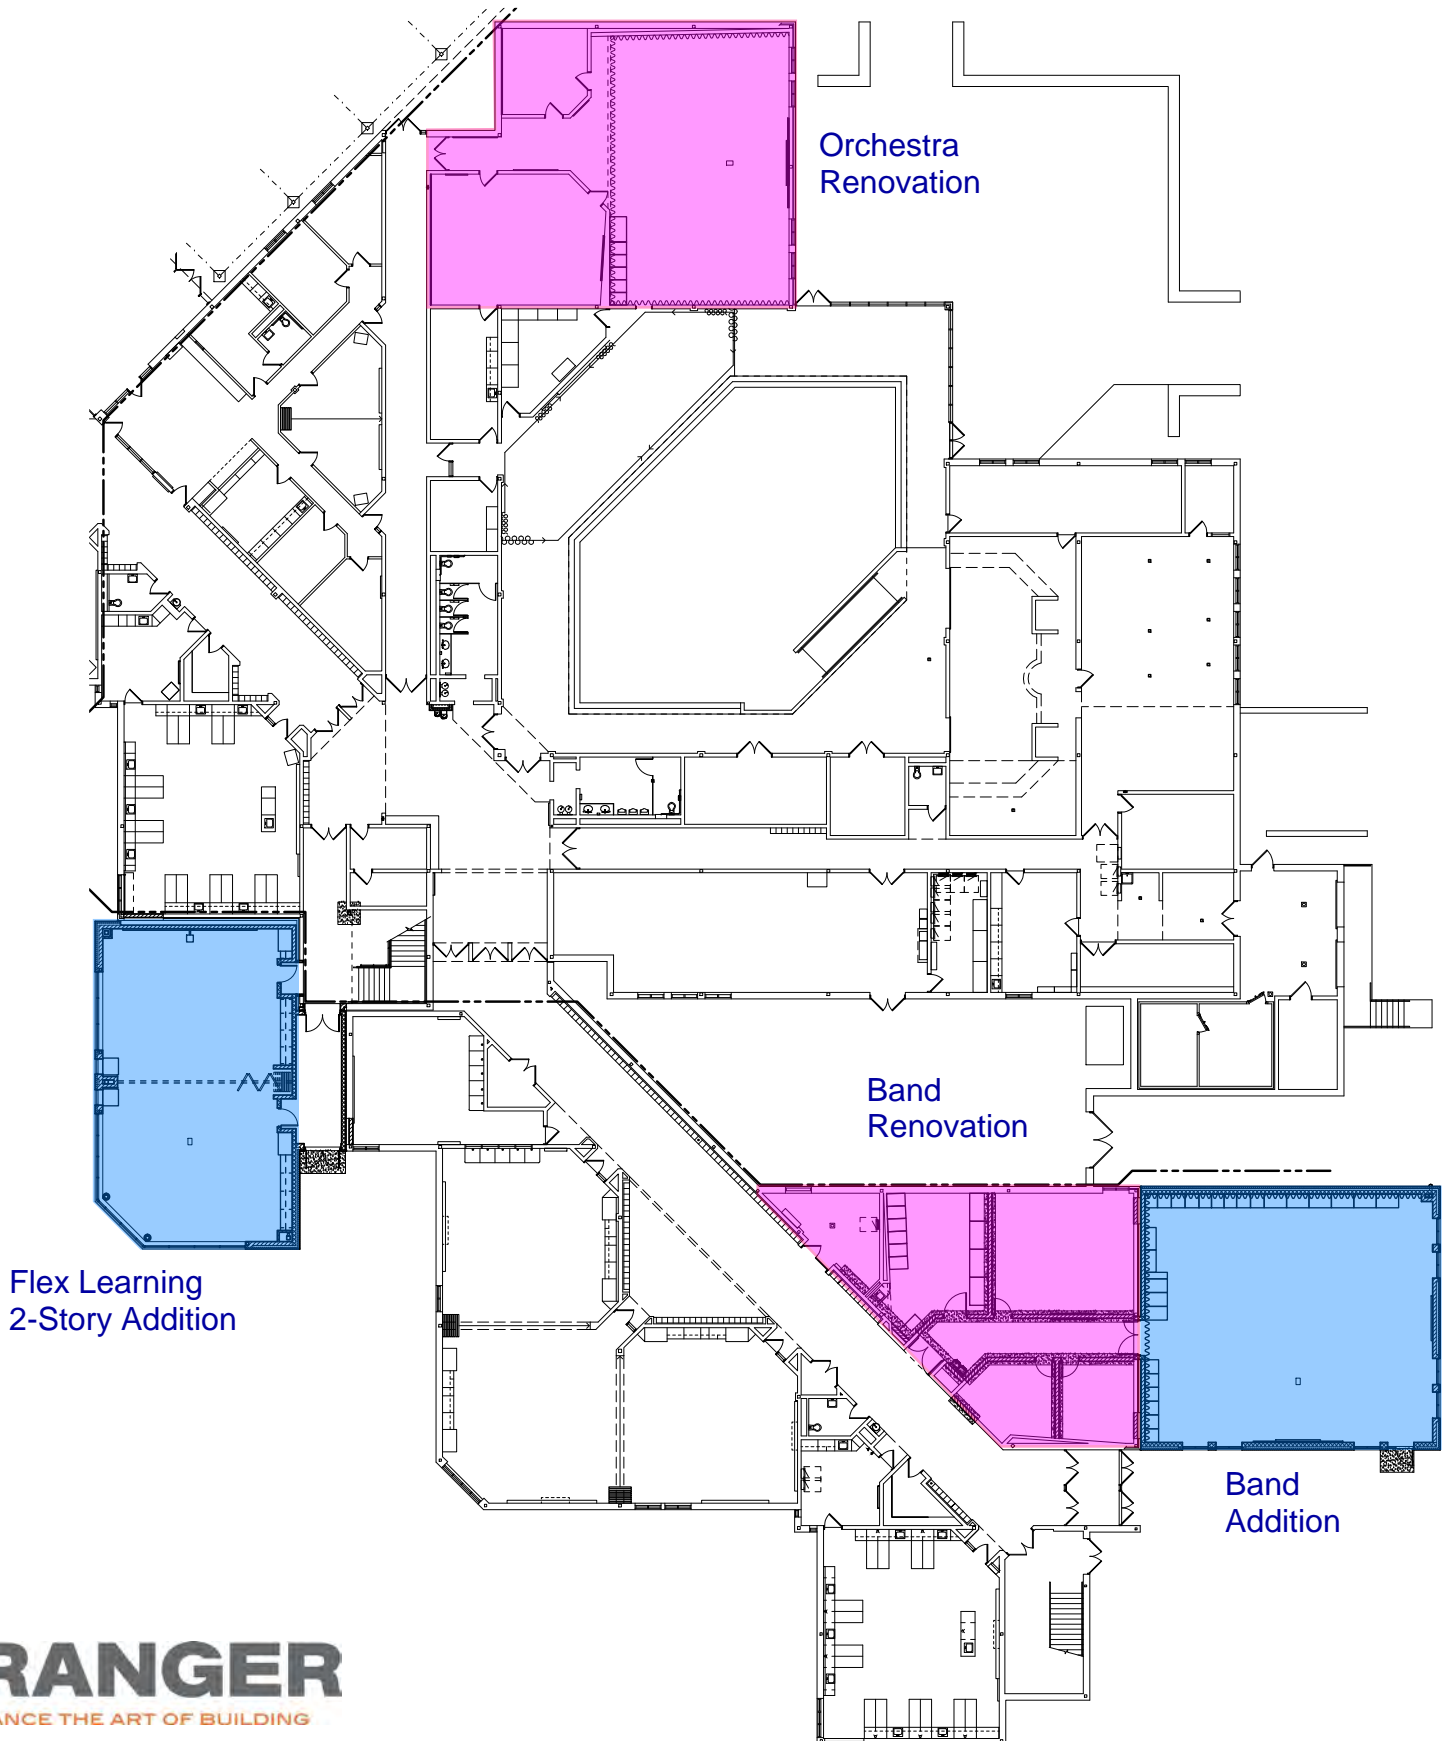 Orchestra
Renovation
Band
Renovation
Flex Learning
2-Story Addition
Band
Addition
RANGER
ANCE THE ART OF BUILDING